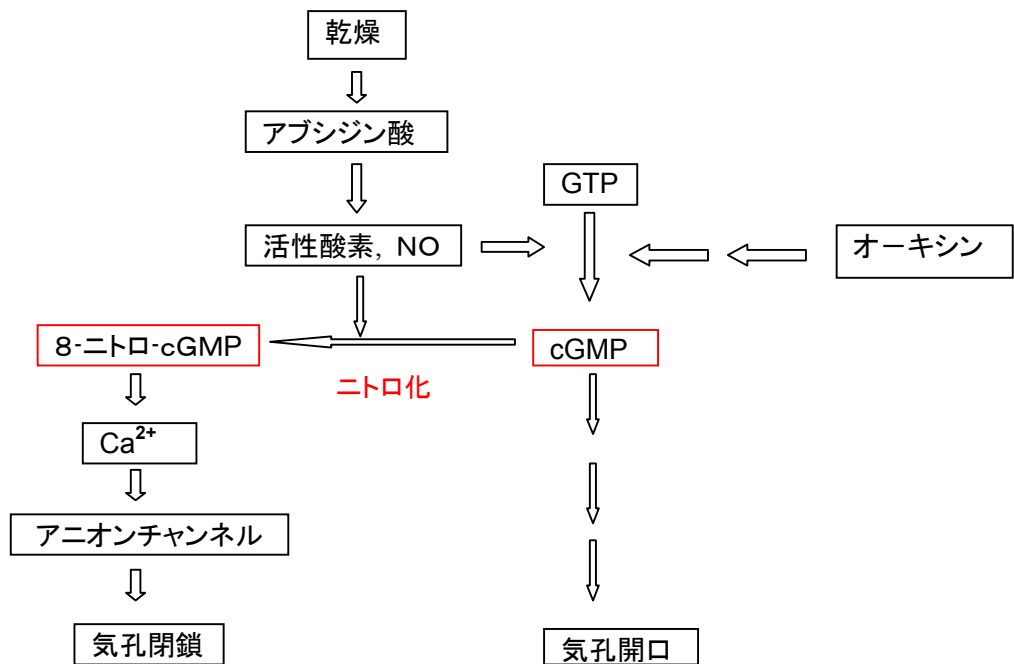 乾燥
アブシジン酸
GTP
活性酸素, NO
オーキシン
8-ニトロ-cGMP
cGMP
ニトロ化
Ca2+
アニオンチャンネル
気孔閉鎖
気孔開口